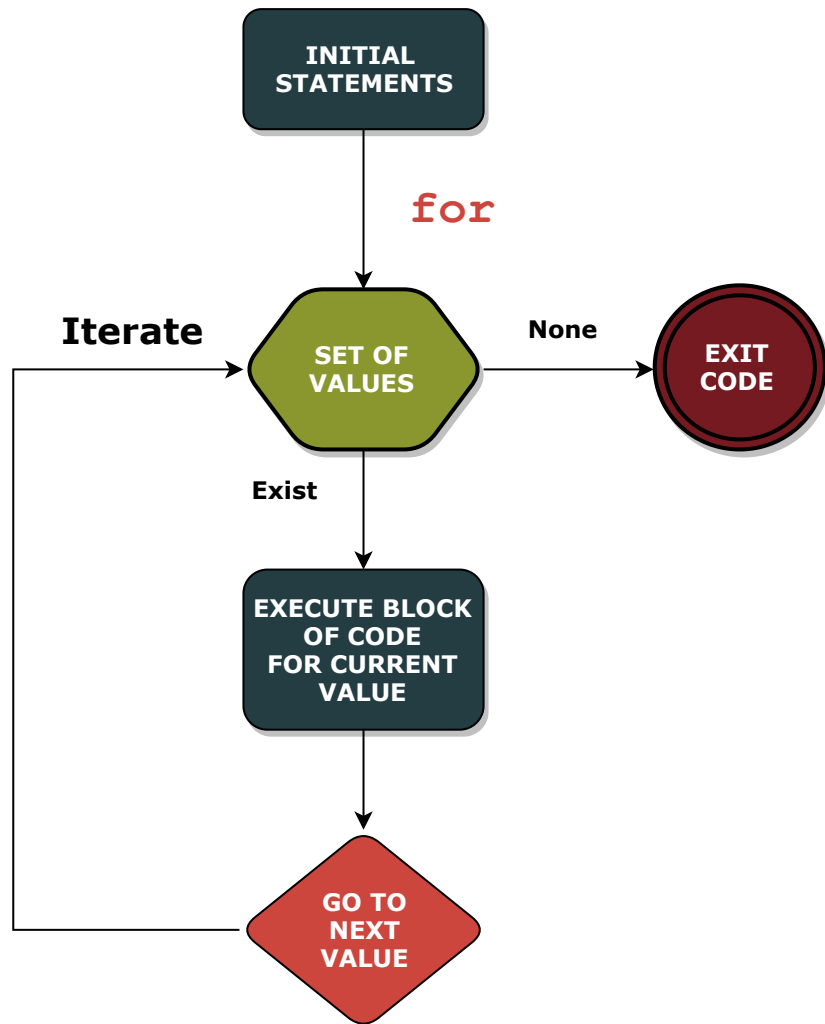 INITIAL
STATEMENTS
for
Iterate
SET OF
VALUES
None
EXIT
CODE
Exist
EXECUTE BLOCK
OF CODE
FOR CURRENT
VALUE
GO TO
NEXT
VALUE